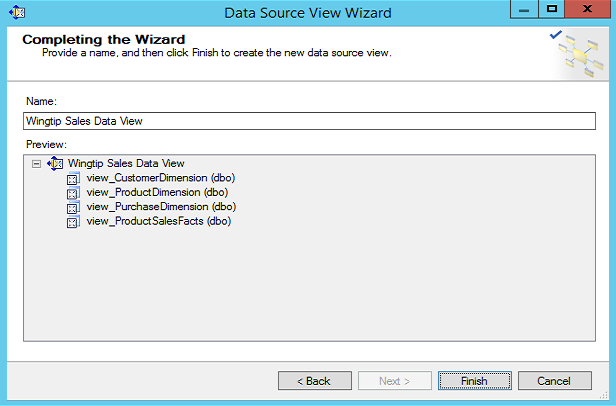 Data Source View Wizard
Completing the Wizard
Provide a name, and then click Finish to create the new data source view.
Name:
Wingtip Sales Data View
Preview:
Wingtip Sales Data View
view_CustomerDimension (dbo)
view_ProductDimension (dbo)
view_PurchaseDimension (dbo)
view_ProductSalesFacts (dbo)
< Back Next > Finish Cancel